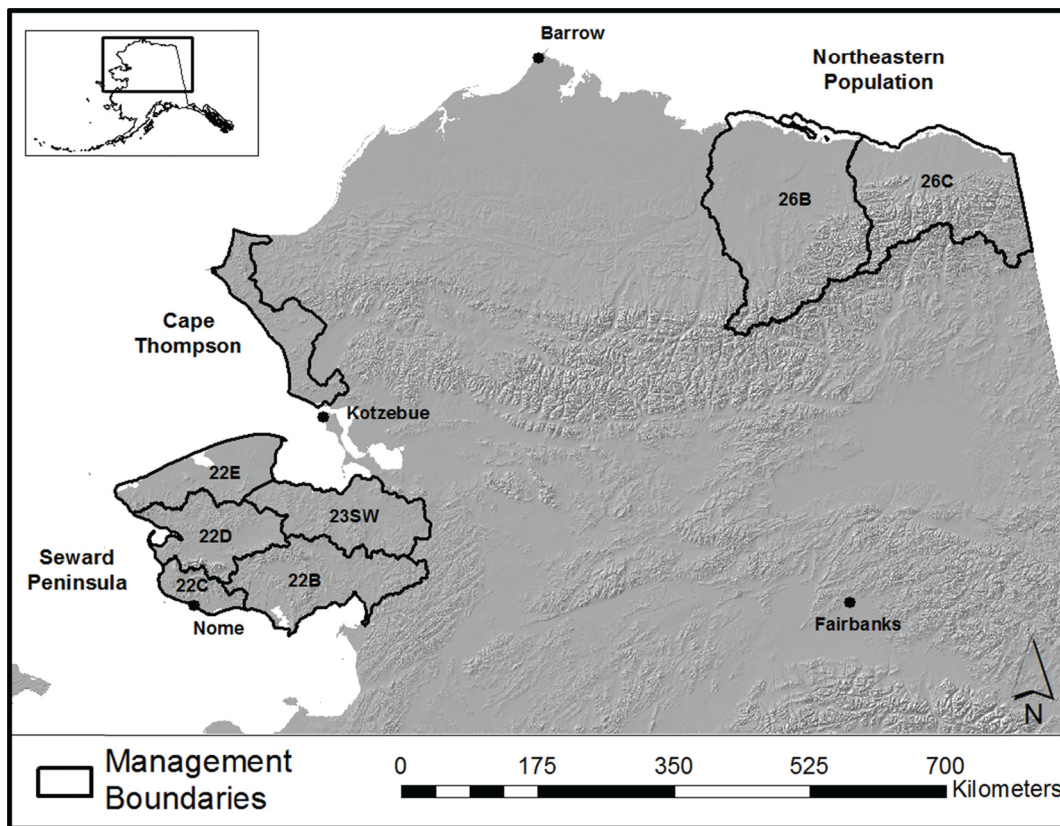 Barrow
Northeastern
Population
26B
26C
Cape
Thompson
Kotzebue
22E
23SW
22D
Seward
Peninsula
22C
22B
Nome
Fairbanks
N
Management
Boundaries
0 175 350 525 700
Kilometers